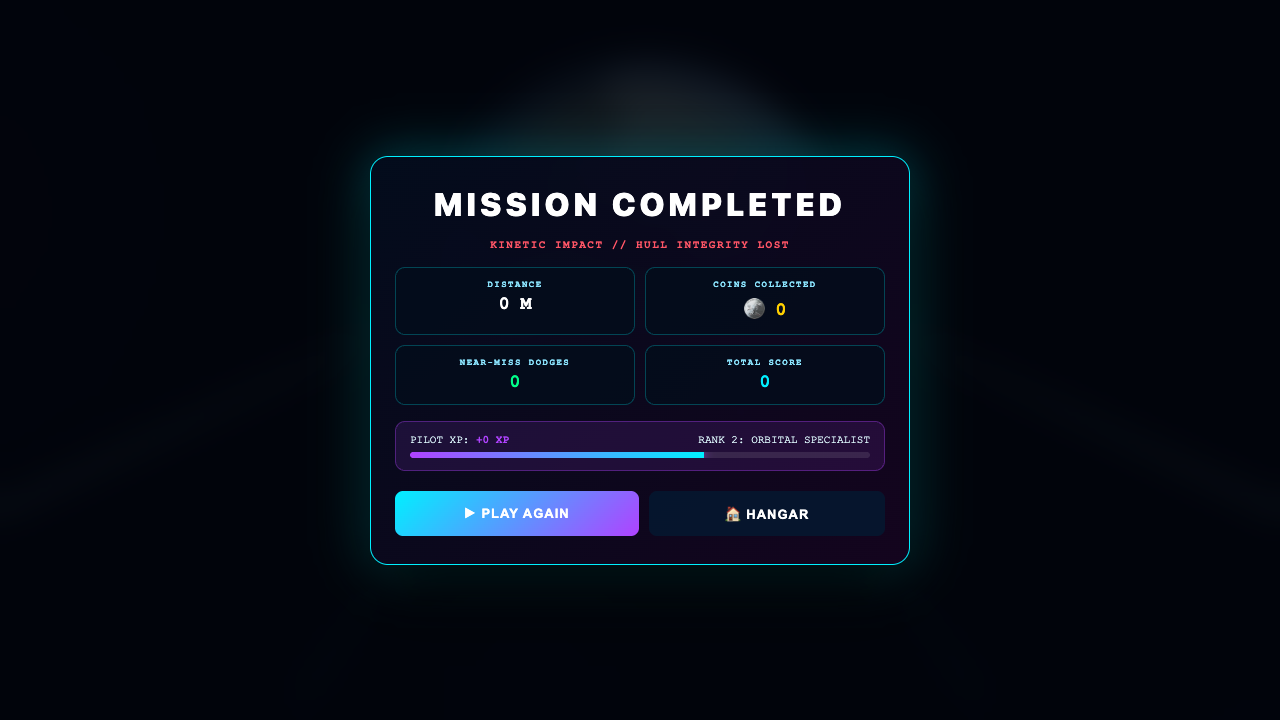 MISSION COMPLETED
KINETIC IMPACT // HULL INTEGRITY LOST
DISTANCE
0 M
COINS COLLECTED
0
NEAR-MISS DODGES
0
TOTAL SCORE
0
PILOT XP: +0 XP
RANK 2: ORBITAL SPECIALIST
PLAY AGAIN
HANGAR